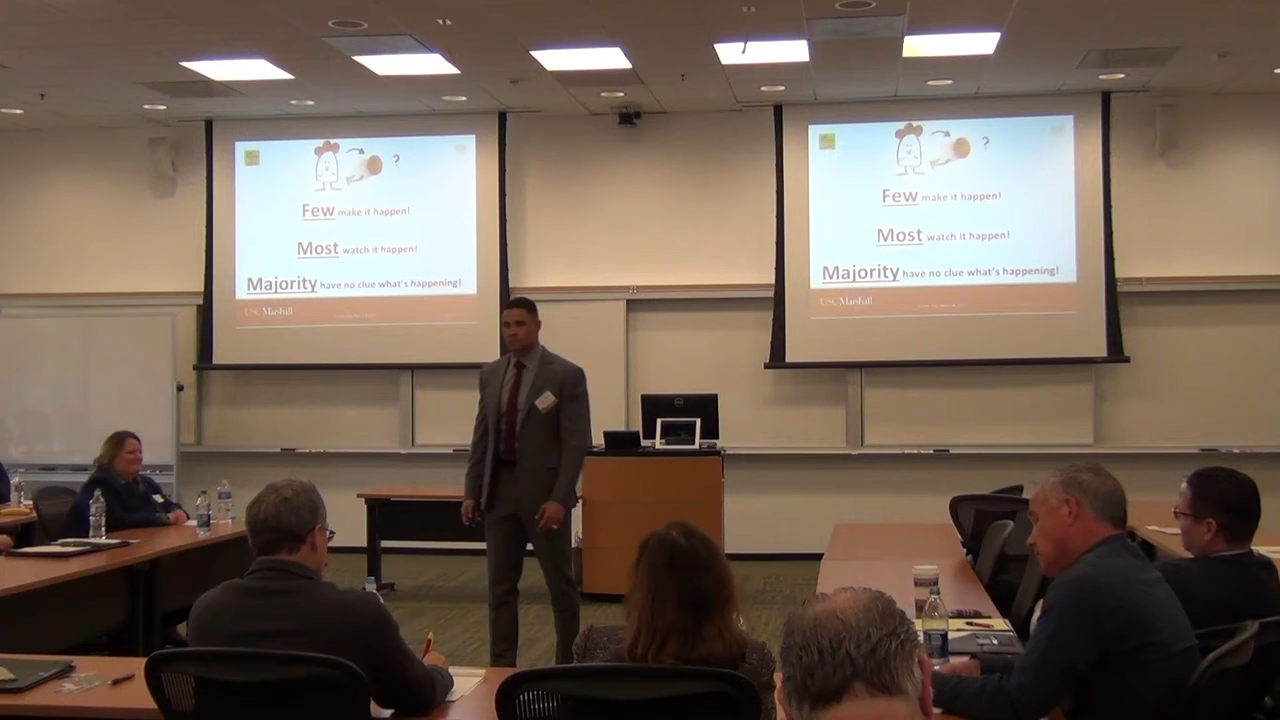 ?
Few make it happen!
Most watch it happen!
Majority have no clue what's happening!
USC Marshall
?
Few make it happen!
Most watch it happen!
Majority have no clue what's happening!
USC Marshall
DELL